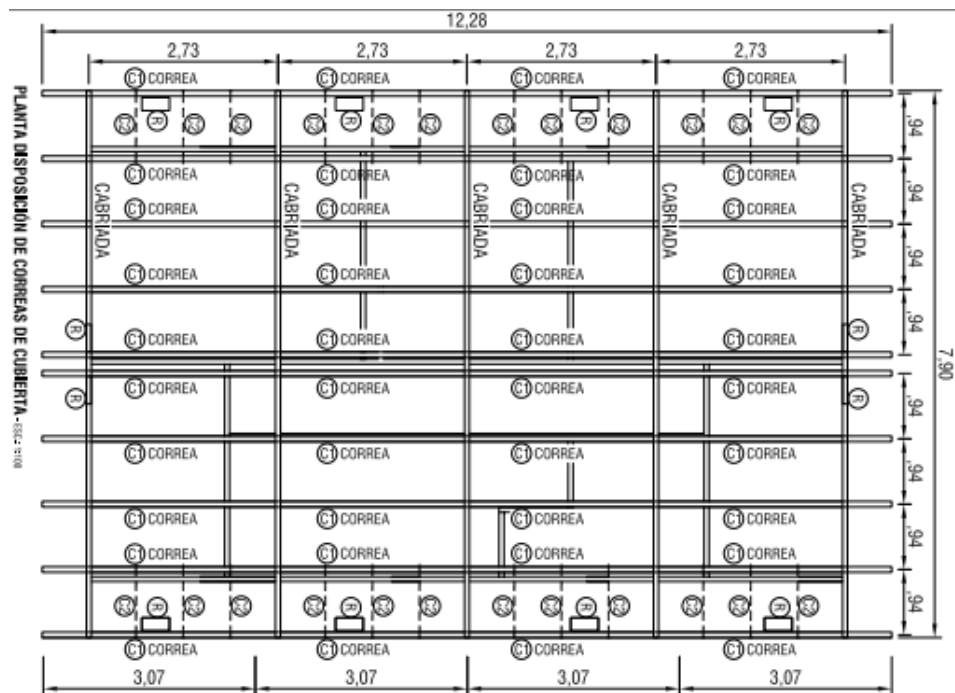 12,28
2,73 2,73 2,73 2,73
C1 CORREA C1 CORREA C1 CORREA C1 CORREA
R R R R
,94
C1 CORREA C1 CORREA C1 CORREA C1 CORREA
C1 CORREA C1 CORREA C1 CORREA C1 CORREA
CABRIADA CABRIADA CABRIADA CABRIADA CABRIADA
,94
C1 CORREA C1 CORREA C1 CORREA C1 CORREA
,94
R R
C1 CORREA C1 CORREA C1 CORREA C1 CORREA
,94
7,90
C1 CORREA C1 CORREA C1 CORREA C1 CORREA
R R
,94
C1 CORREA C1 CORREA C1 CORREA C1 CORREA
,94
C1 CORREA C1 CORREA C1 CORREA C1 CORREA
,94
C1 CORREA C1 CORREA C1 CORREA C1 CORREA
R R R R
,94
C1 CORREA C1 CORREA C1 CORREA C1 CORREA
3,07 3,07 3,07 3,07
PLANTA DISPOSICIÓN DE CORREAS DE CUBIERTA